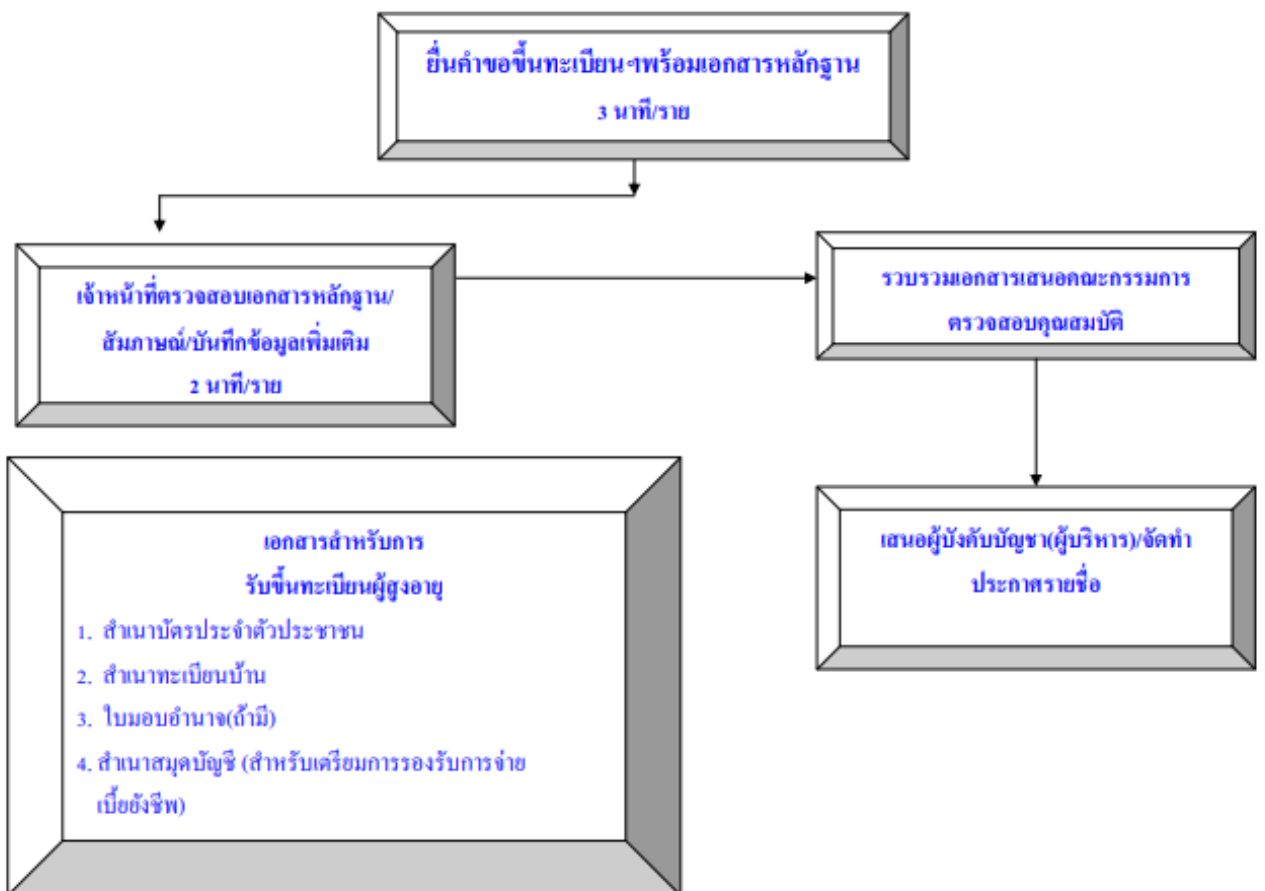 ยื่นคำขอขึ้นทะเบียนฯพร้อมเอกสารหลักฐาน
3 นาที/ราย
เจ้าหน้าที่ตรวจสอบเอกสารหลักฐาน/
สัมภาษณ์/บันทึกข้อมูลเพิ่มเติม
2 นาที/ราย
รวบรวมเอกสารเสนอคณะกรรมการ
ตรวจสอบคุณสมบัติ
เสนอผู้บังคับบัญชา(ผู้บริหาร)/จัดทำ
ประกาศรายชื่อ
เอกสารสำหรับการ
รับขึ้นทะเบียนผู้สูงอายุ
1. สำเนาบัตรประจำตัวประชาชน
2. สำเนาทะเบียนบ้าน
3. ใบมอบอำนาจ(ถ้ามี)
4. สำเนาสมุดบัญชี (สำหรับเตรียมการรองรับการจ่าย
เบี้ยยังชีพ)